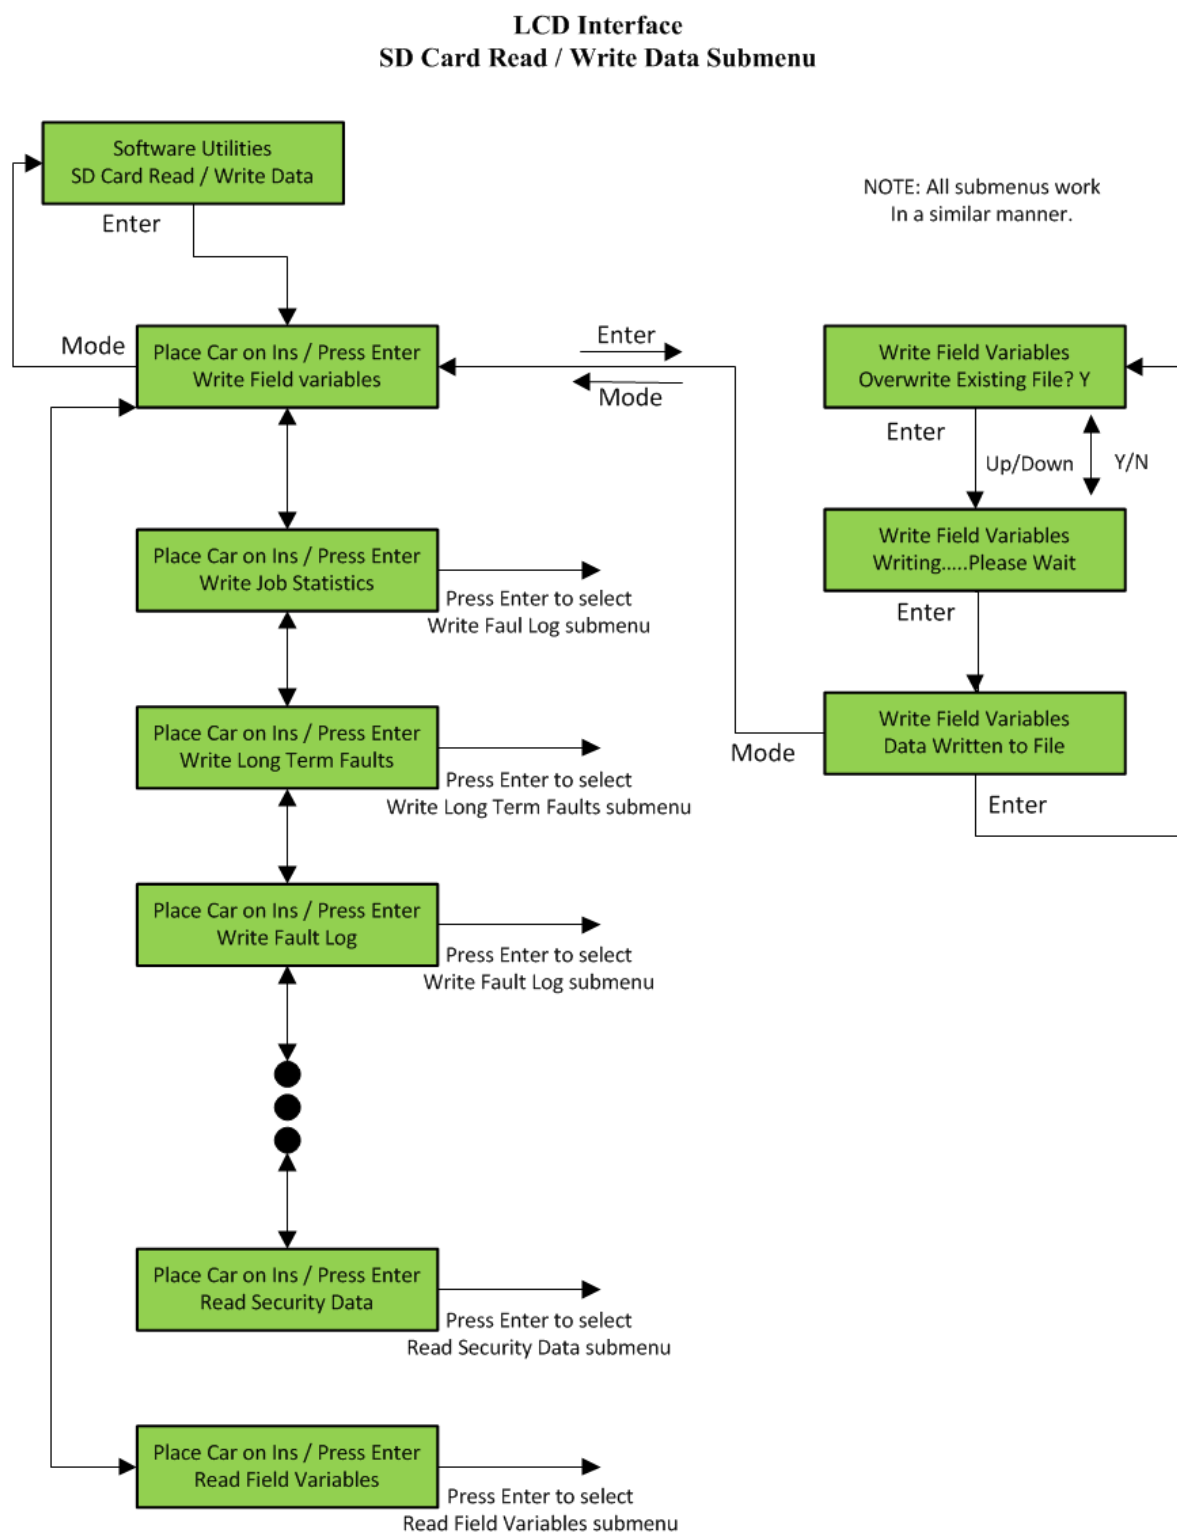 LCD Interface
SD Card Read / Write Data Submenu
Software Utilities
SD Card Read / Write Data
NOTE: All submenus work
In a similar manner.
Enter
Mode
Place Car on Ins / Press Enter
Write Field variables
Enter
Mode
Write Field Variables
Overwrite Existing File? Y
Enter
Up/Down
Y/N
Write Field Variables
Writing.....Please Wait
Enter
Place Car on Ins / Press Enter
Write Job Statistics
Press Enter to select
Write Faul Log submenu
Write Field Variables
Data Written to File
Mode
Enter
Place Car on Ins / Press Enter
Write Long Term Faults
Press Enter to select
Write Long Term Faults submenu
Place Car on Ins / Press Enter
Write Fault Log
Press Enter to select
Write Fault Log submenu
Place Car on Ins / Press Enter
Read Security Data
Press Enter to select
Read Security Data submenu
Place Car on Ins / Press Enter
Read Field Variables
Press Enter to select
Read Field Variables submenu